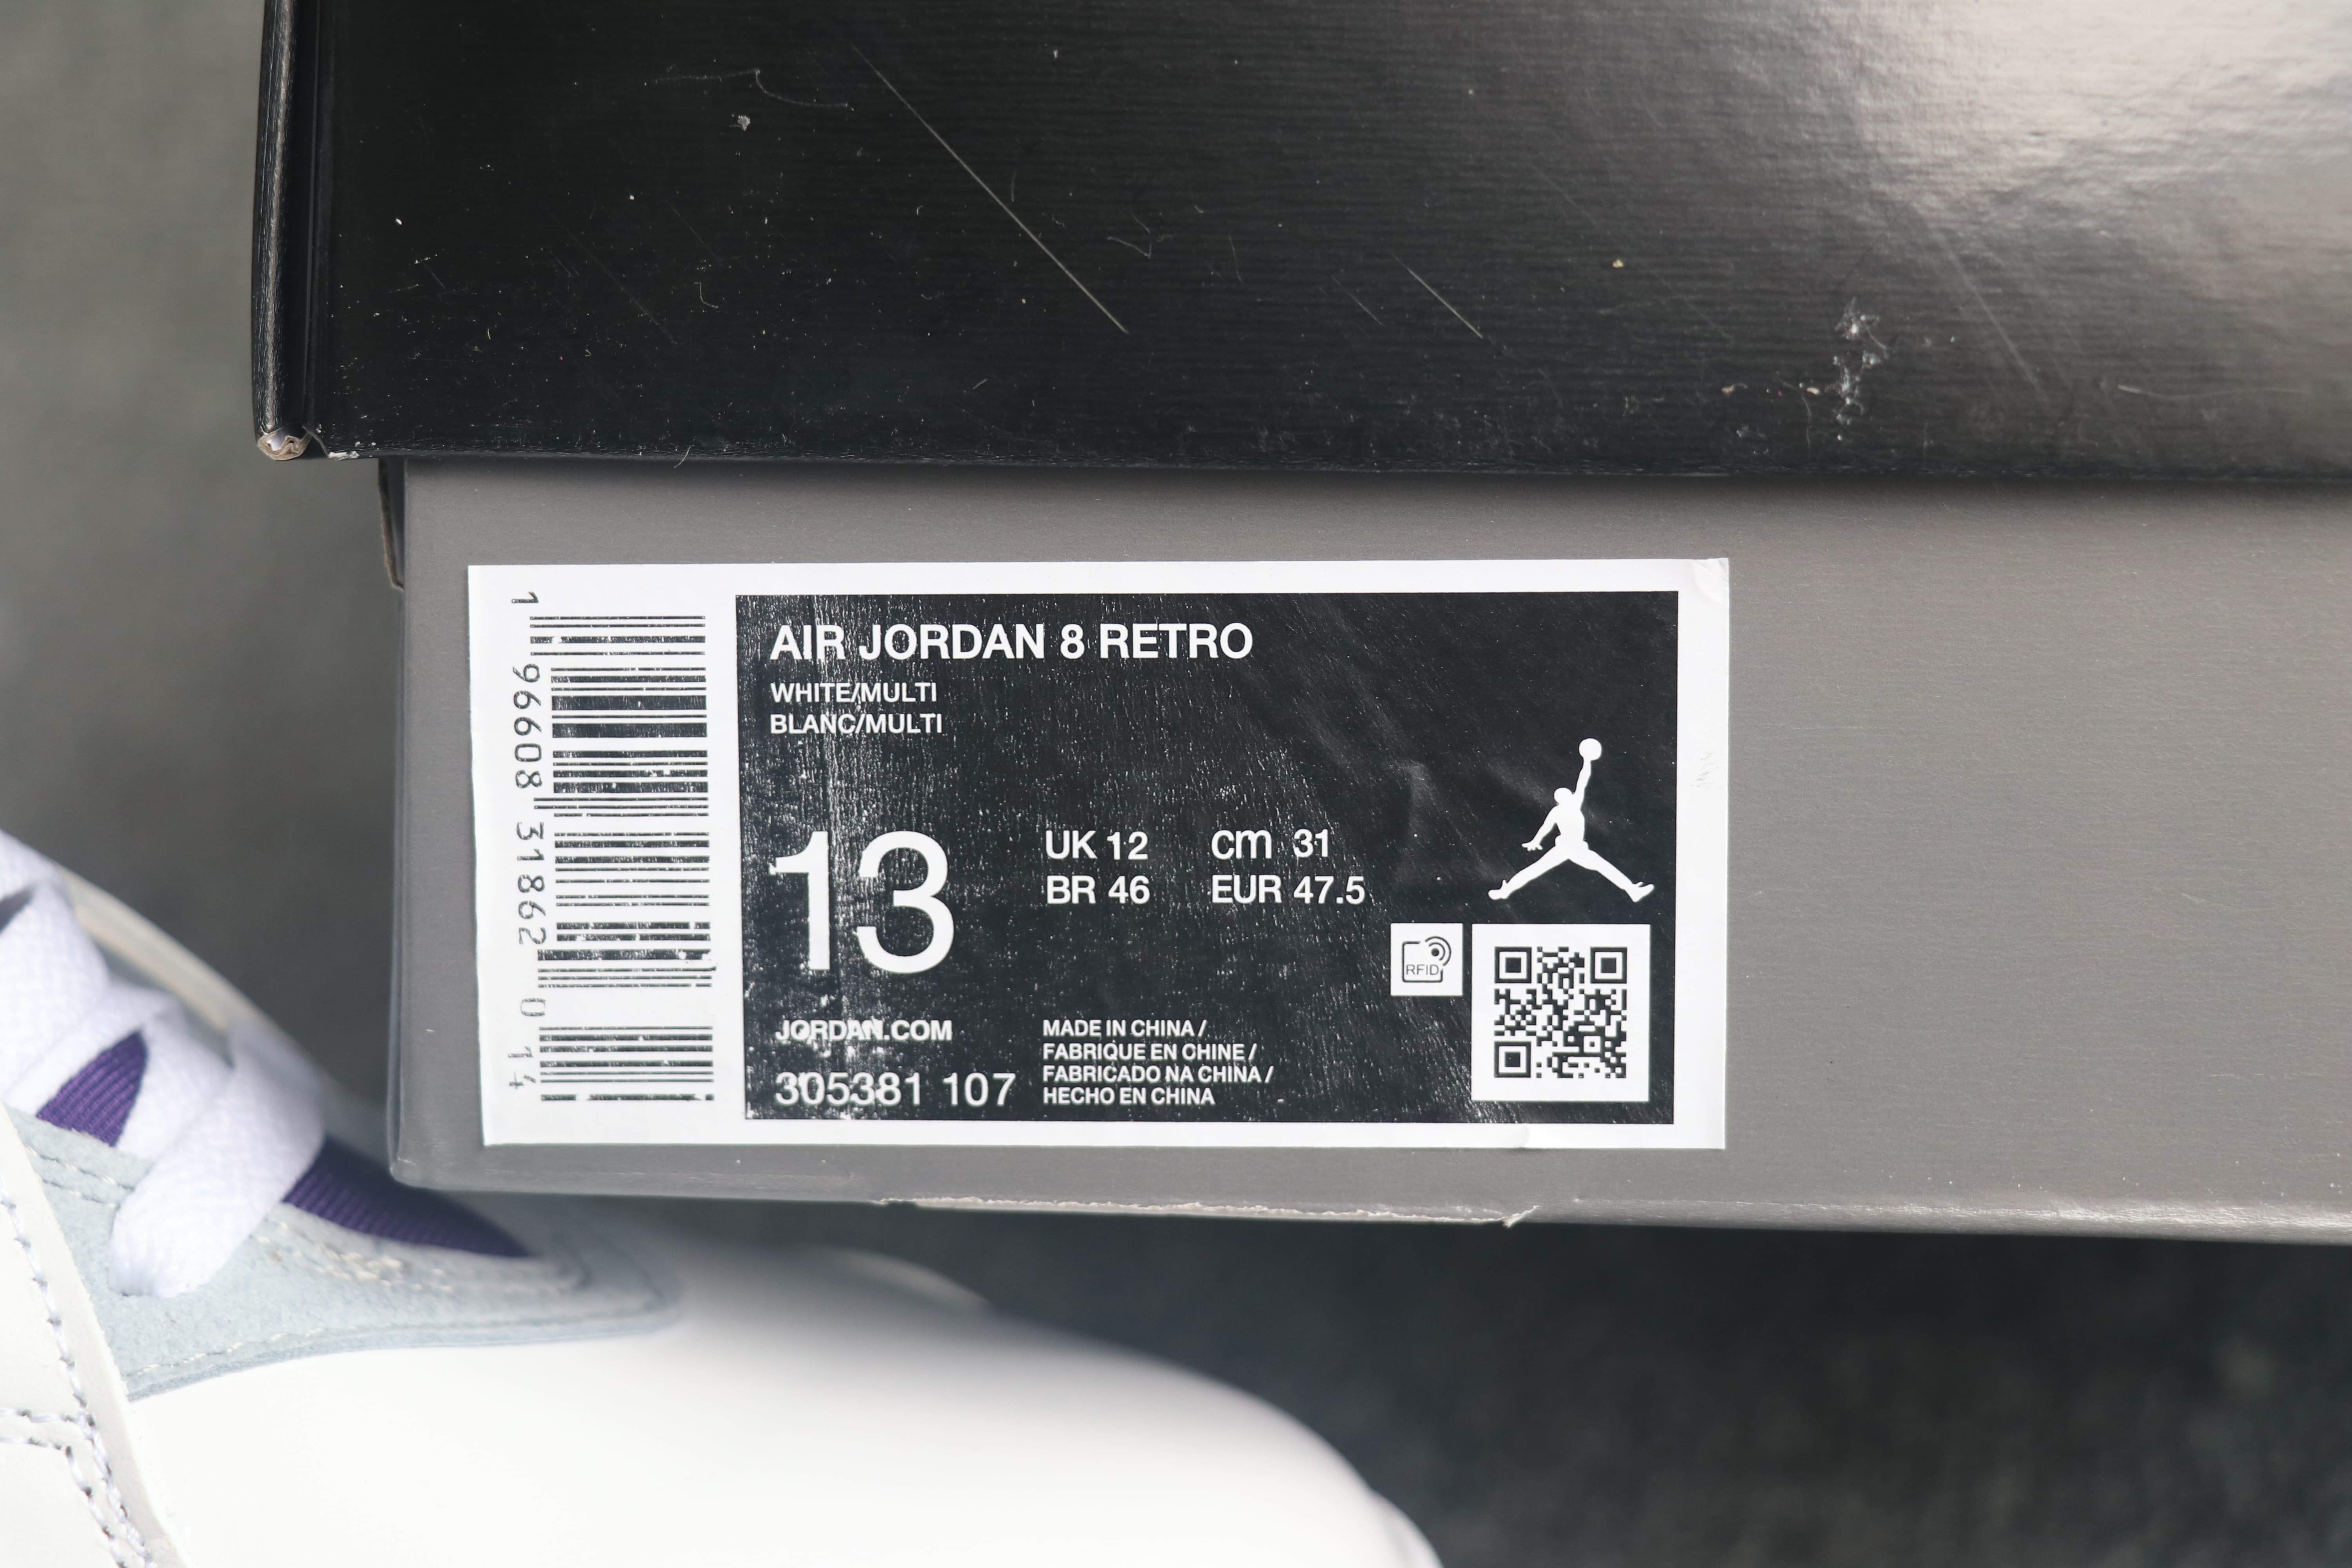 1 96608 31862 0 14
AIR JORDAN 8 RETRO
WHITE/MULTI
BLANC/MULTI
13
UK 12 cm 31
BR 46 EUR 47.5
RFID
JORDAN.COM
305381 107
MADE IN CHINA /
FABRIQUE EN CHINE /
FABRICADO NA CHINA /
HECHO EN CHINA